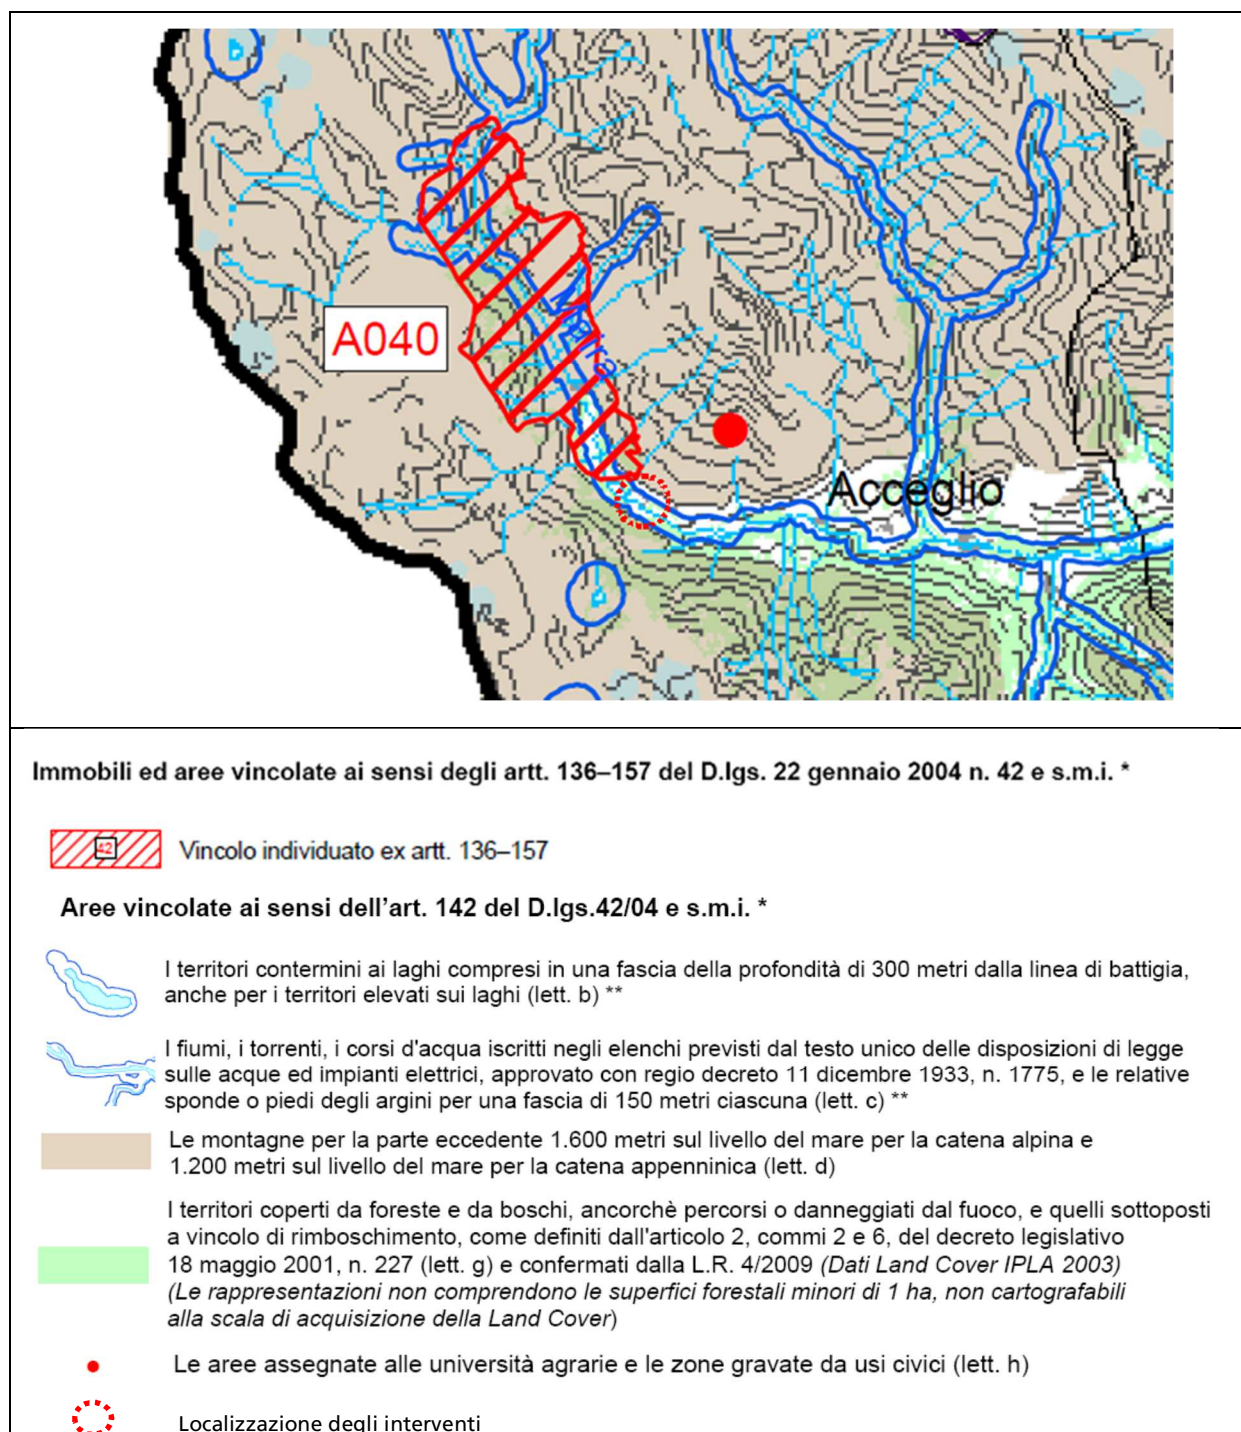 A040
Maira
Acceglio
Immobili ed aree vincolate ai sensi degli artt. 136–157 del D.lgs. 22 gennaio 2004 n. 42 e s.m.i. *
42
Vincolo individuato ex artt. 136–157
Aree vincolate ai sensi dell'art. 142 del D.lgs.42/04 e s.m.i. *
I territori contermini ai laghi compresi in una fascia della profondità di 300 metri dalla linea di battigia,
anche per i territori elevati sui laghi (lett. b) **
I fiumi, i torrenti, i corsi d'acqua iscritti negli elenchi previsti dal testo unico delle disposizioni di legge
sulle acque ed impianti elettrici, approvato con regio decreto 11 dicembre 1933, n. 1775, e le relative
sponde o piedi degli argini per una fascia di 150 metri ciascuna (lett. c) **
Le montagne per la parte eccedente 1.600 metri sul livello del mare per la catena alpina e
1.200 metri sul livello del mare per la catena appenninica (lett. d)
I territori coperti da foreste e da boschi, ancorchè percorsi o danneggiati dal fuoco, e quelli sottoposti
a vincolo di rimboschimento, come definiti dall'articolo 2, commi 2 e 6, del decreto legislativo
18 maggio 2001, n. 227 (lett. g) e confermati dalla L.R. 4/2009 (Dati Land Cover IPLA 2003)
(Le rappresentazioni non comprendono le superfici forestali minori di 1 ha, non cartografabili
alla scala di acquisizione della Land Cover)
Le aree assegnate alle università agrarie e le zone gravate da usi civici (lett. h)
Localizzazione degli interventi